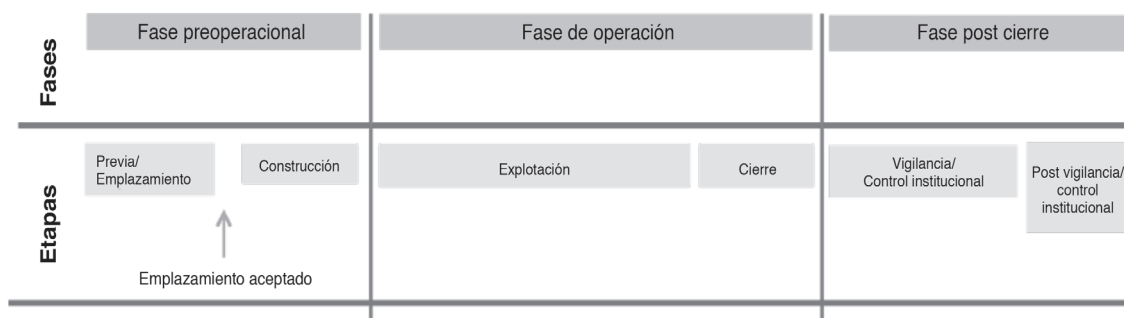 Fases
Fase preoperacional
Fase de operación
Fase post cierre
Etapas
Previa/
Emplazamiento
Construcción
Explotación
Cierre
Vigilancia/
Control institucional
Post vigilancia/
control
institucional
Emplazamiento aceptado